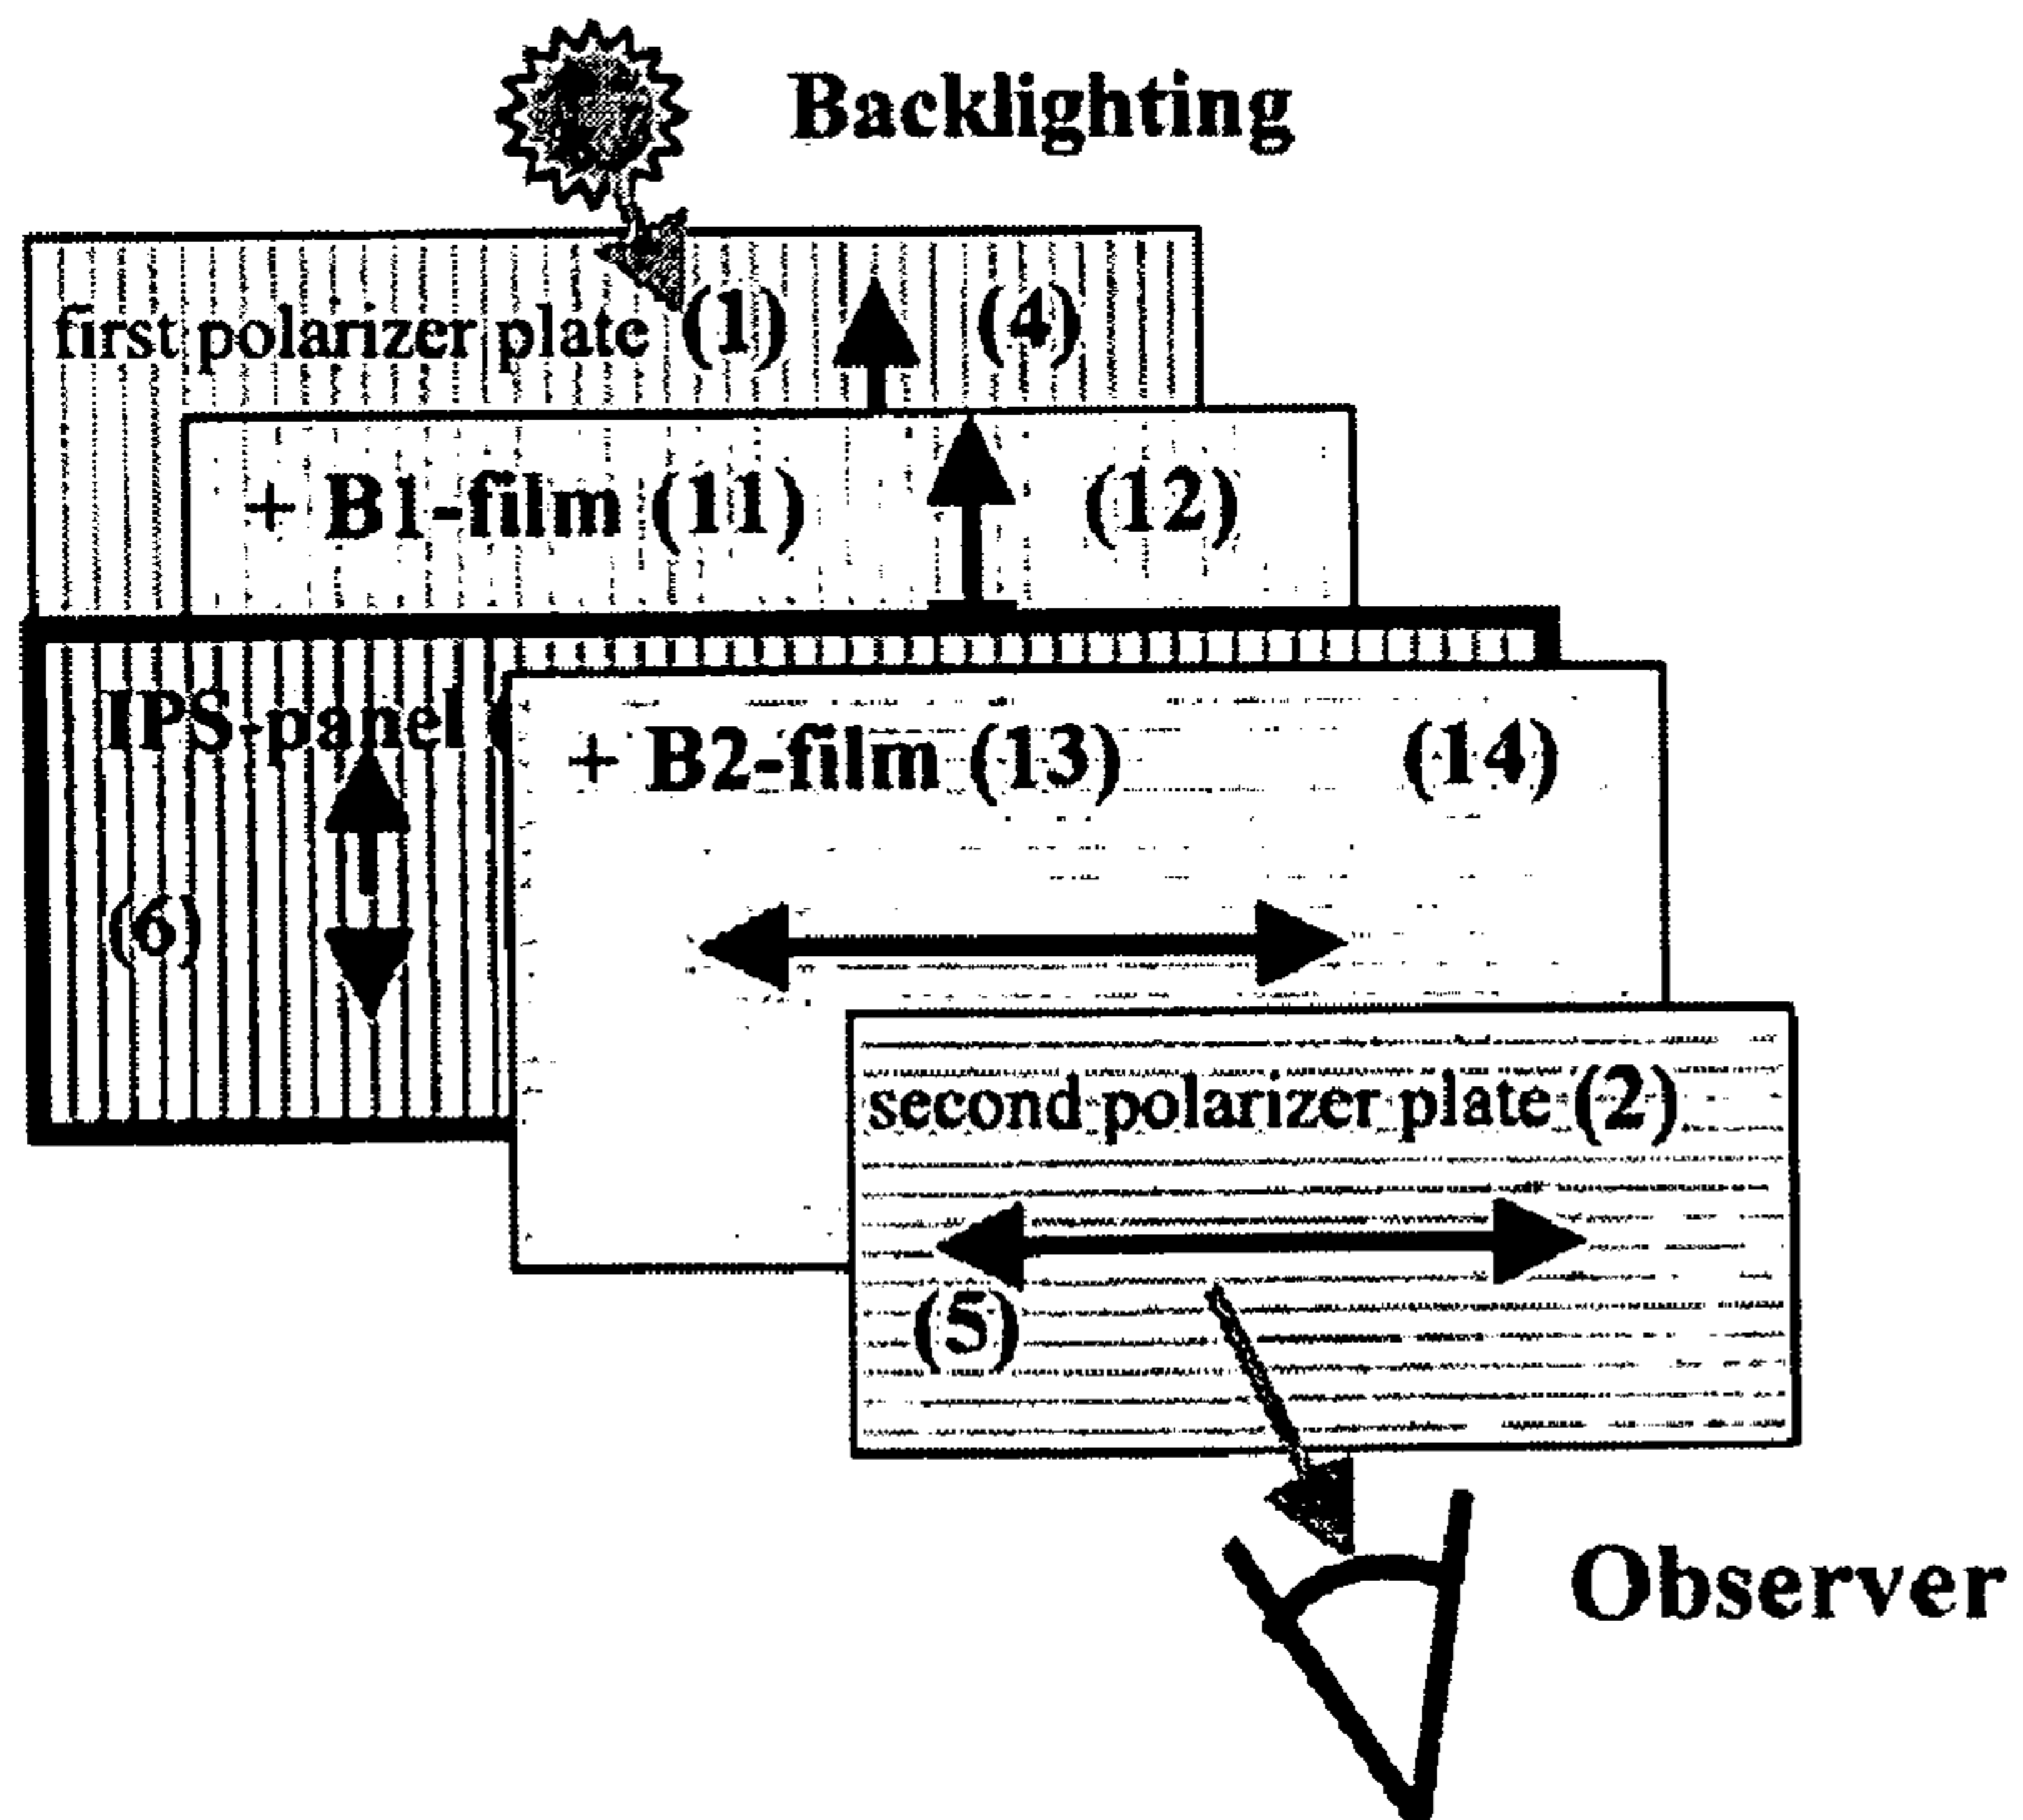 Backlighting
first polarizer plate (1) (4)
+ B1-film (11) (12)
IPS-panel (
+ B2-film (13) (14)
(6)
second polarizer plate (2)
(5)
Observer